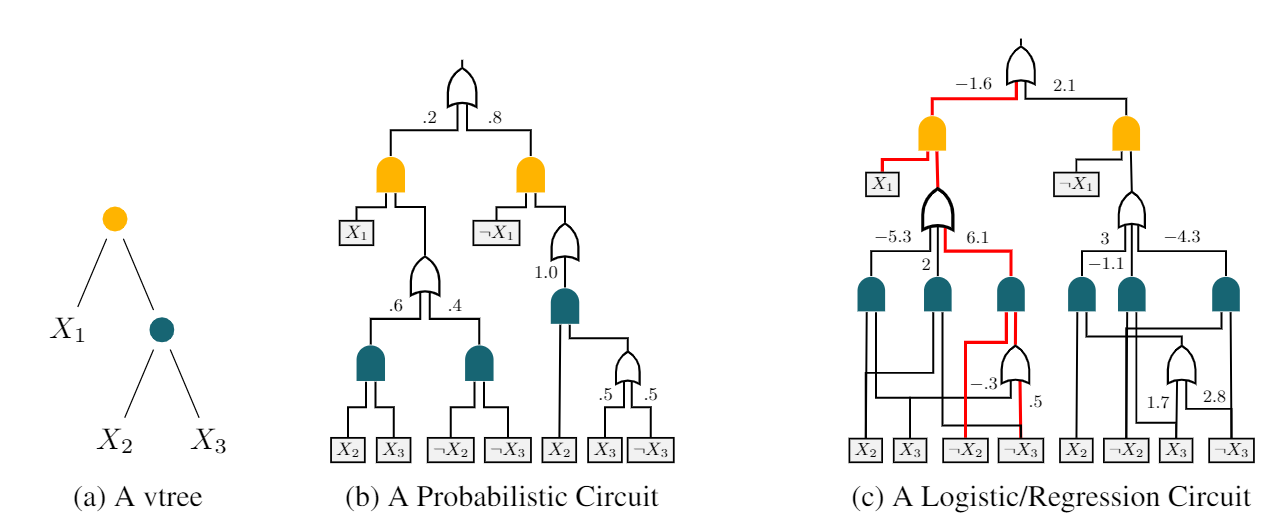 −1.6 2.1
.2 .8
X₁ ¬X₁
X₁ ¬X₁
X₁
−5.3 6.1 3 −4.3
2 −1.1
1.0
.6 .4
X₂ X₃
.5 .5
−.3 .5
1.7 2.8
X₂ X₃ ¬X₂ ¬X₃ X₂ X₃ ¬X₃
X₂ X₃ ¬X₂ ¬X₃ X₂ ¬X₂ X₃ ¬X₃
(a) A vtree
(b) A Probabilistic Circuit
(c) A Logistic/Regression Circuit